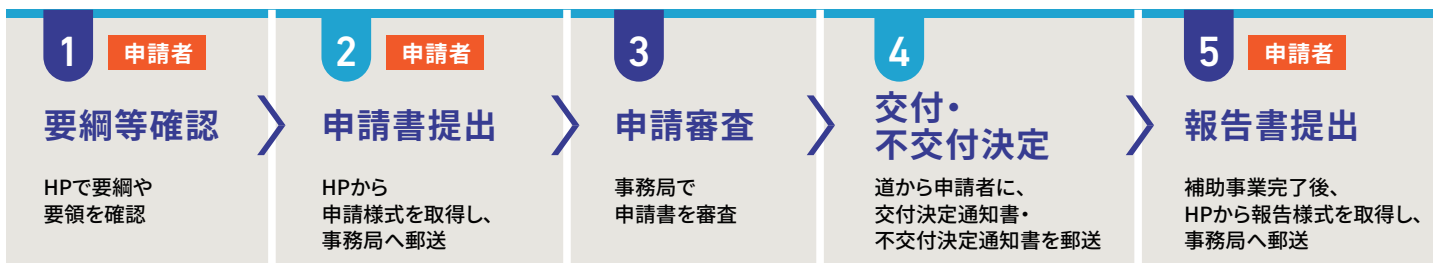 1 申請者
要綱等確認
HPで要綱や
要領を確認
2 申請者
申請書提出
HPから
申請様式を取得し、
事務局へ郵送
3
申請審査
事務局で
申請書を審査
4
交付・
不交付決定
道から申請者に、
交付決定通知書・
不交付決定通知書を郵送
5 申請者
報告書提出
補助事業完了後、
HPから報告様式を取得し、
事務局へ郵送